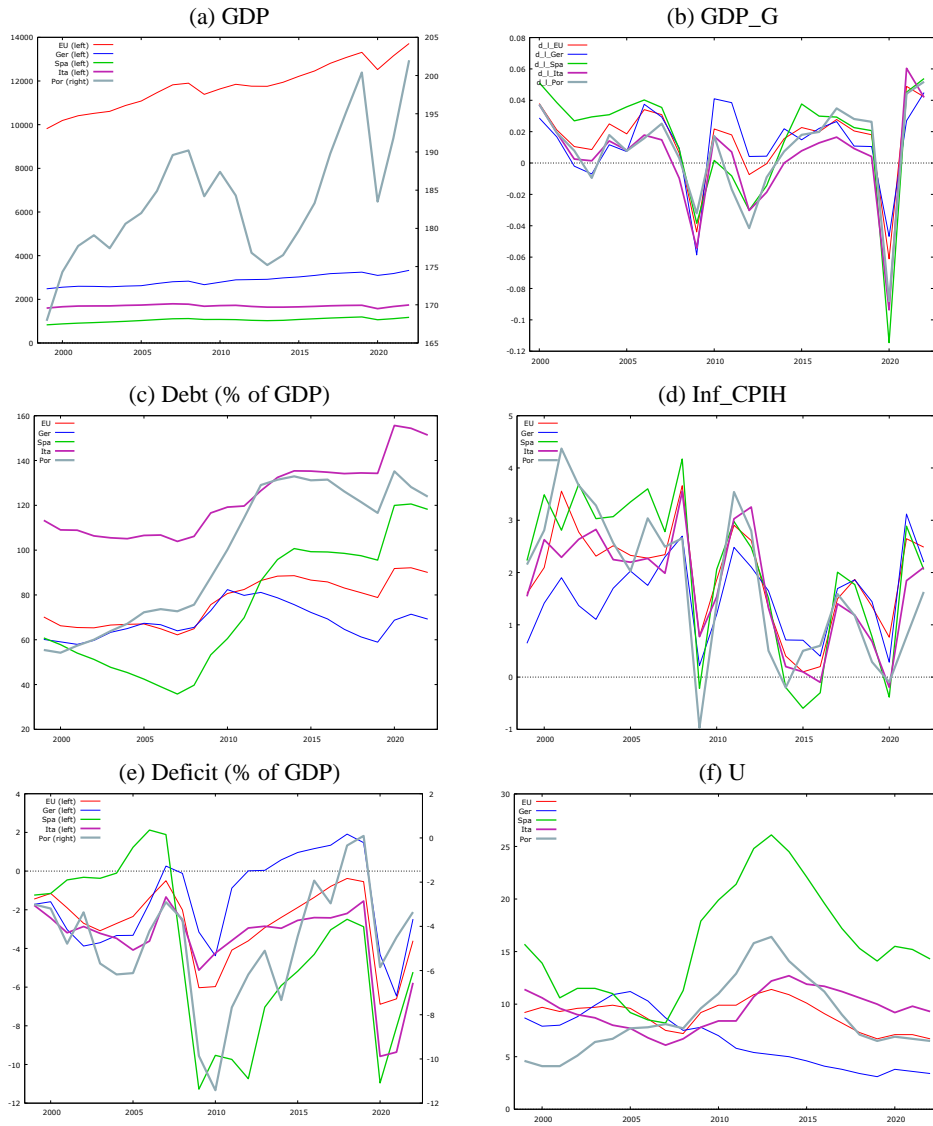 (a) GDP
EU (left)
Ger (left)
Spa (left)
Ita (left)
Por (right)
14000
12000
10000
8000
6000
4000
2000
0
205
200
195
190
185
180
175
170
165
2000 2005 2010 2015 2020
(b) GDP_G
d_l_EU
d_l_Ger
d_l_Spa
d_l_Ita
d_l_Por
0.08
0.06
0.04
0.02
0
-0.02
-0.04
-0.06
-0.08
-0.1
-0.12
2000 2005 2010 2015 2020
(c) Debt (% of GDP)
EU
Ger
Spa
Ita
Por
160
140
120
100
80
60
40
20
2000 2005 2010 2015 2020
(d) Inf_CPIH
EU
Ger
Spa
Ita
Por
5
4
3
2
1
0
-1
2000 2005 2010 2015 2020
(e) Deficit (% of GDP)
EU (left)
Ger (left)
Spa (left)
Ita (left)
Por (right)
4
2
0
-2
-4
-6
-8
-10
-12
2
0
-2
-4
-6
-8
-10
-12
2000 2005 2010 2015 2020
(f) U
EU
Ger
Spa
Ita
Por
30
25
20
15
10
5
0
2000 2005 2010 2015 2020